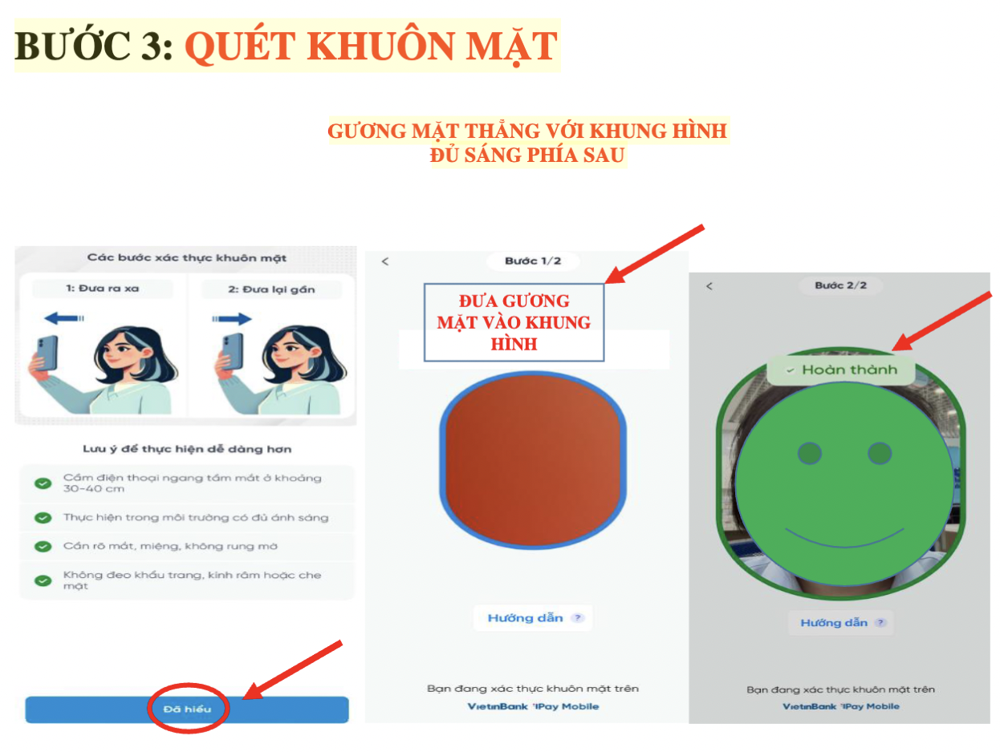 BƯỚC 3: QUÉT KHUÔN MẶT
GƯƠNG MẶT THẲNG VỚI KHUNG HÌNH
ĐỦ SÁNG PHÍA SAU
Các bước xác thực khuôn mặt
1: Đưa ra xa
2: Đưa lại gần
Lưu ý để thực hiện dễ dàng hơn
Cầm điện thoại ngang tầm mắt ở khoảng
30-40 cm
Thực hiện trong môi trường có đủ ánh sáng
Cần rõ mắt, miệng, không rung mờ
Không đeo khẩu trang, kính râm hoặc che
mặt
Đã hiểu
Bước 1/2
ĐƯA GƯƠNG
MẶT VÀO KHUNG
HÌNH
Hướng dẫn ?
Bạn đang xác thực khuôn mặt trên
VietinBank iPay Mobile
Bước 2/2
Hoàn thành
Hướng dẫn ?
Bạn đang xác thực khuôn mặt trên
VietinBank iPay Mobile